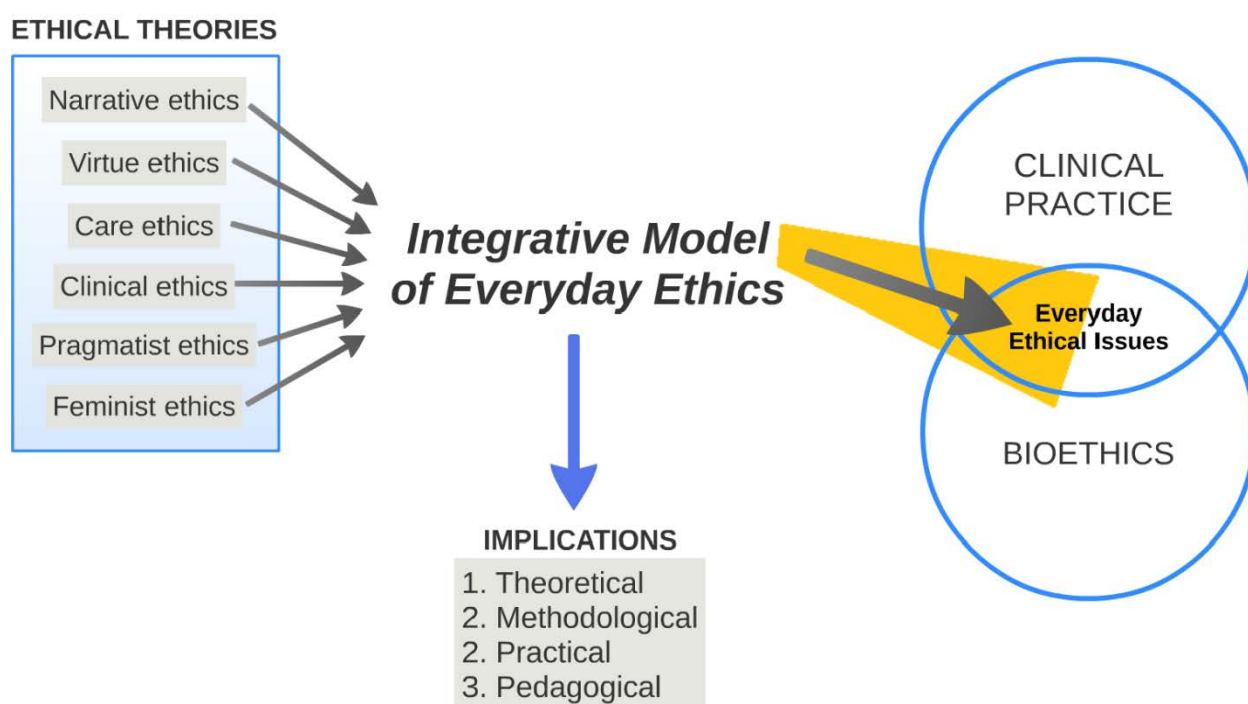 ETHICAL THEORIES
Narrative ethics
Virtue ethics
Care ethics
Clinical ethics
Pragmatist ethics
Feminist ethics
Integrative Model
of Everyday Ethics
IMPLICATIONS
1. Theoretical
2. Methodological
2. Practical
3. Pedagogical
CLINICAL
PRACTICE
Everyday
Ethical Issues
BIOETHICS